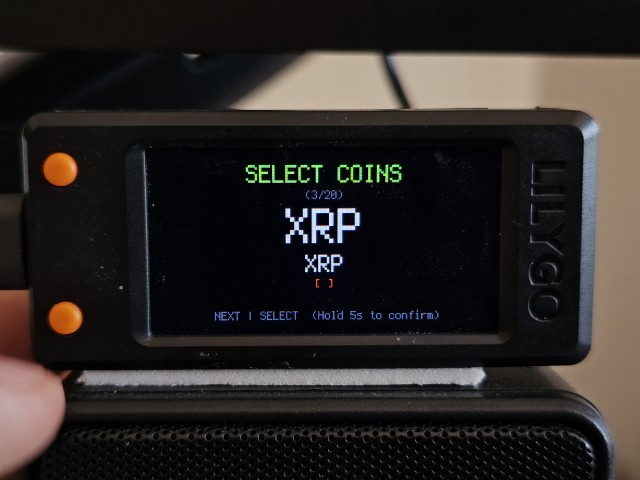 SELECT COINS
(3/20)
XRP
XRP
[ ]
NEXT | SELECT (Hold 5s to confirm)
LILYGO